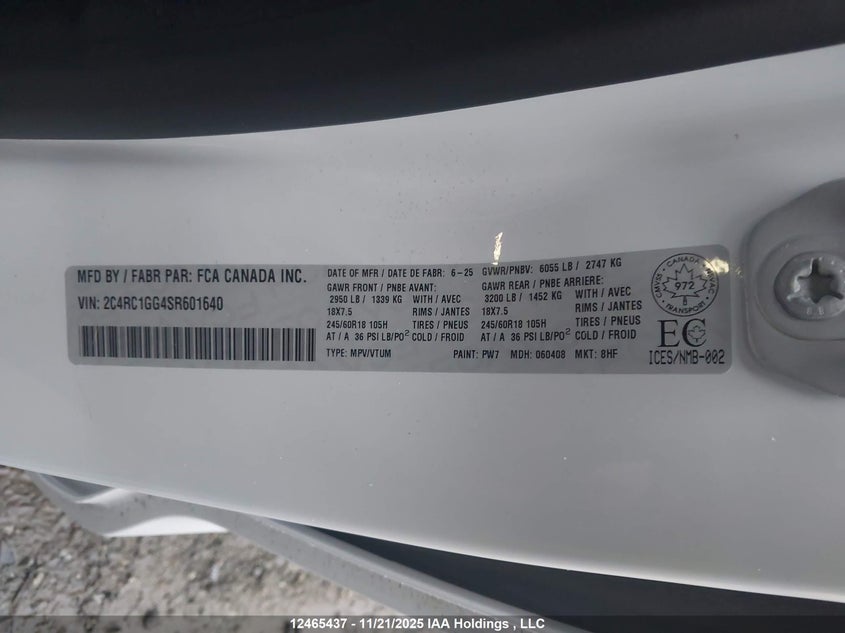 MFD BY / FABR PAR: FCA CANADA INC.
VIN: 2C4RC1GG4SR601640
DATE OF MFR / DATE DE FABR: 6-25
GVWR/PNBV: 6055 LB / 2747 KG
GAWR FRONT / PNBE AVANT:
2950 LB / 1339 KG WITH / AVEC
18X7.5 RIMS / JANTES
245/60R18 105H TIRES / PNEUS
AT / A 36 PSI LB/PO² COLD / FROID
GAWR REAR / PNBE ARRIERE:
3200 LB / 1452 KG WITH / AVEC
18X7.5 RIMS / JANTES
245/60R18 105H TIRES / PNEUS
AT / A 36 PSI LB/PO² COLD / FROID
TYPE: MPV/VTUM PAINT: PW7 MDH: 060408 MKT: 8HF
CANADA
972
TRANSPORT
EC
ICES/NMB-002
12465437 - 11/21/2025 IAA Holdings , LLC